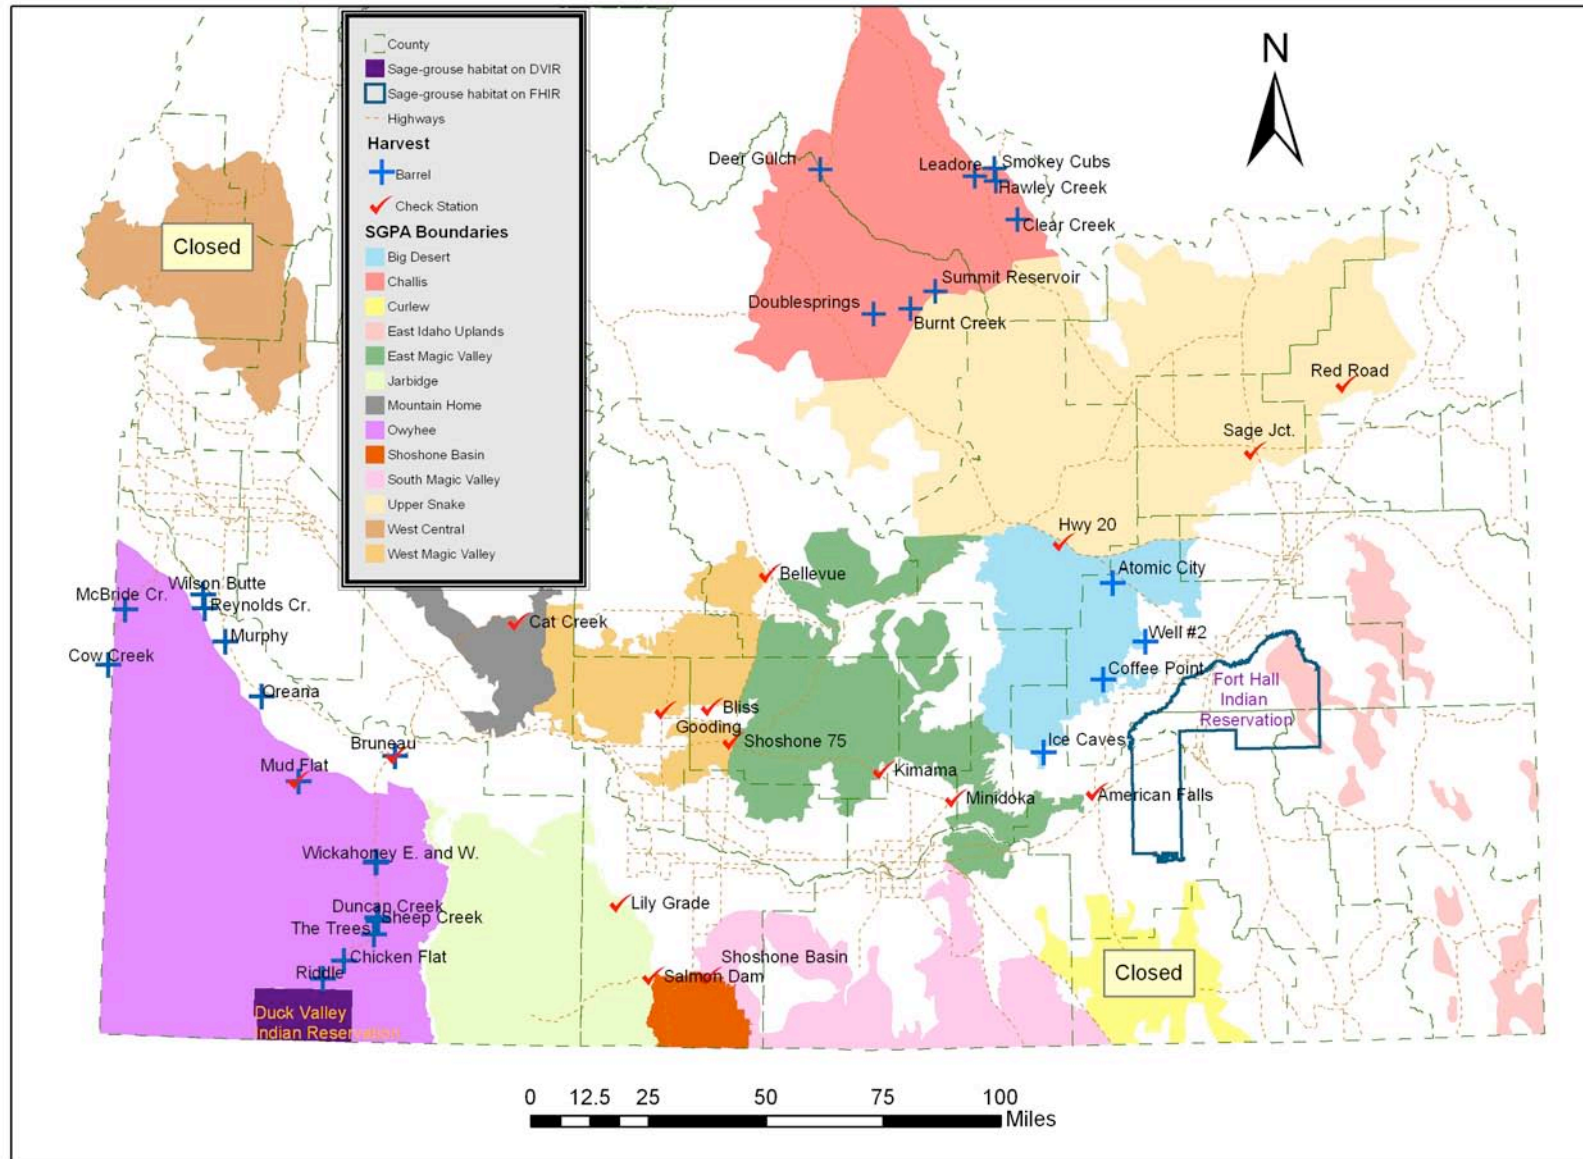 County
Sage-grouse habitat on DVIR
Sage-grouse habitat on FHIR
Highways
Harvest
Barrel
Check Station
SGPA Boundaries
Big Desert
Challis
Curlew
East Idaho Uplands
East Magic Valley
Jarbidge
Mountain Home
Owyhee
Shoshone Basin
South Magic Valley
Upper Snake
West Central
West Magic Valley
N
Closed
Deer Gulch
Leadore
Smokey Cubs
Hawley Creek
Clear Creek
Summit Reservoir
Doublesprings
Burnt Creek
Red Road
Sage Jct.
Hwy 20
Bellevue
Atomic City
Wilson Butte
McBride Cr.
Reynolds Cr.
Cat Creek
Murphy
Well #2
Cow Creek
Coffee Point
Fort Hall
Indian
Reservation
Oreana
Bliss
Gooding
Shoshone 75
Ice Caves
Bruneau
Mud Flat
Kimama
Minidoka
American Falls
Wickahoney E. and W.
Duncan Creek
Sheep Creek
The Trees
Lily Grade
Chicken Flat
Riddle
Shoshone Basin
Salmon Dam
Closed
Duck Valley
Indian Reservation
0 12.5 25 50 75 100
Miles